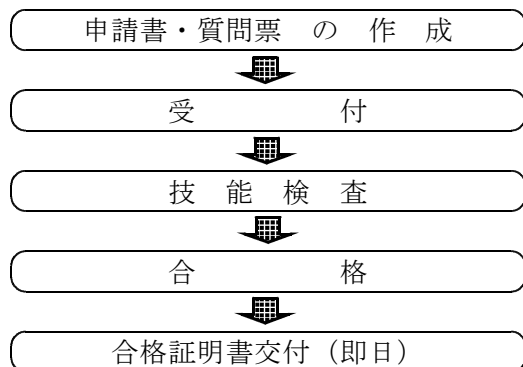 申請書・質問票 の 作 成
受 付
技 能 検 査
合 格
合格証明書交付（即日）